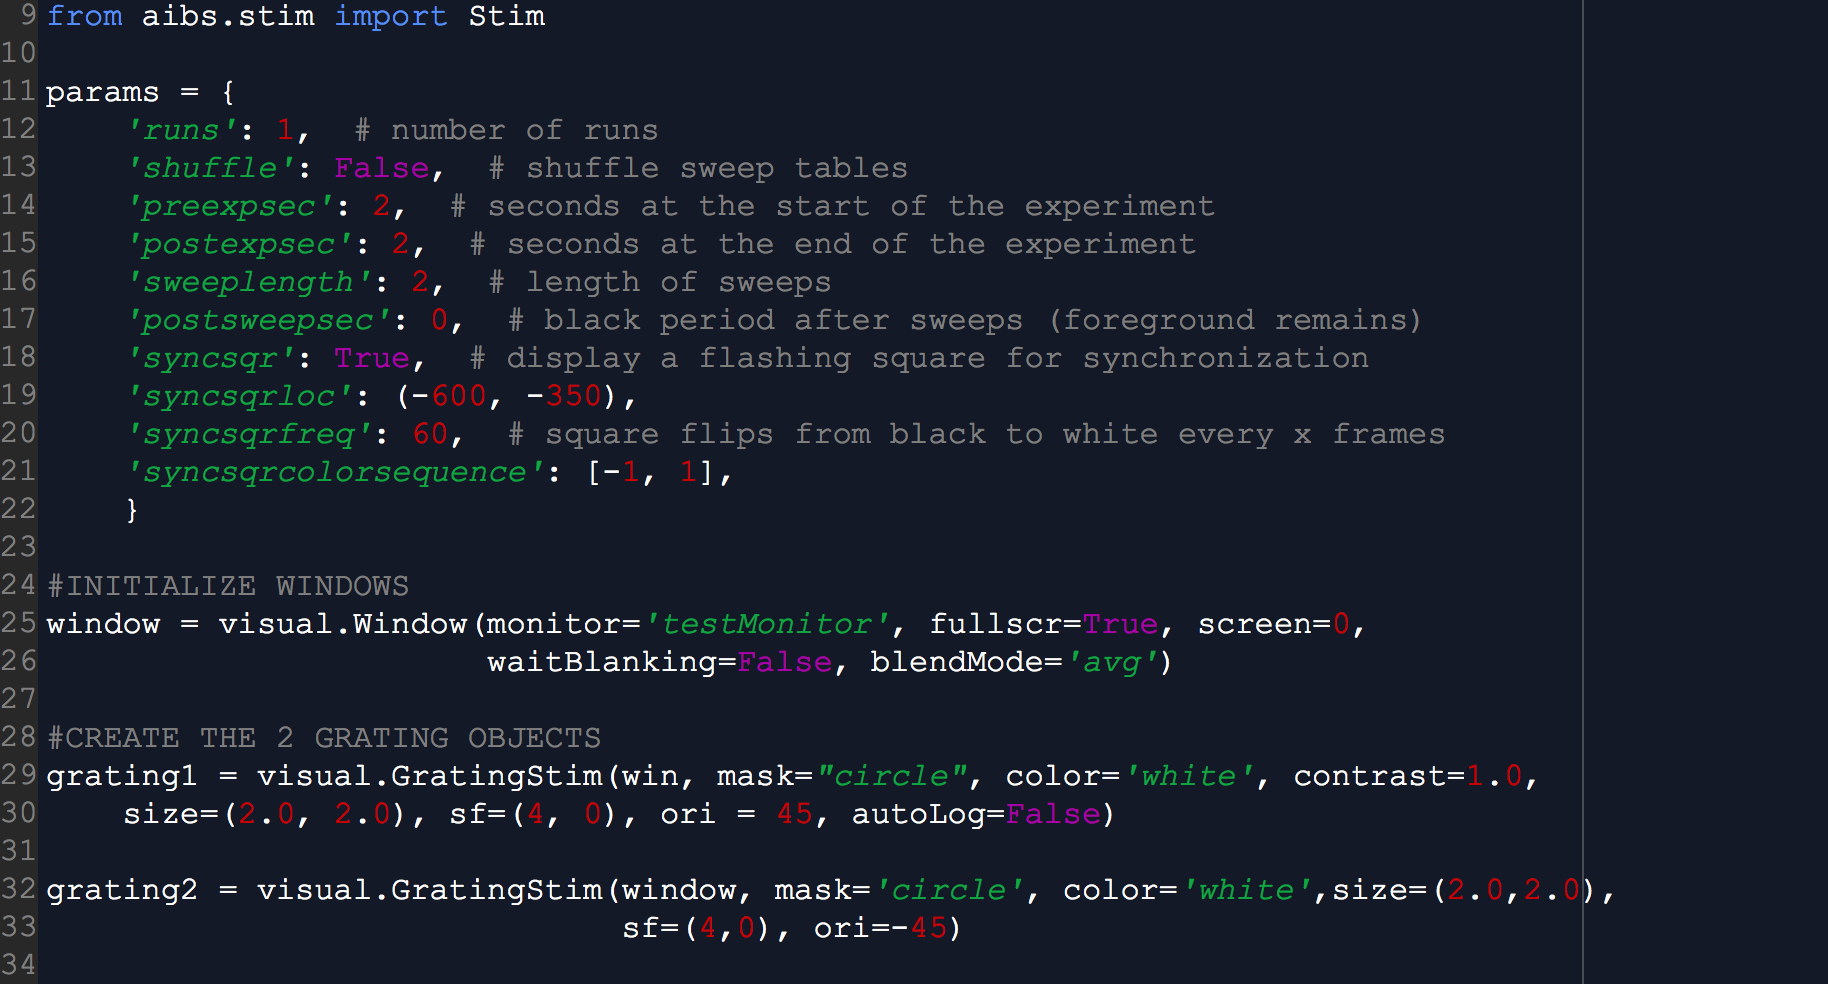 9 from aibs.stim import Stim
10
11 params = {
12     'runs': 1,  # number of runs
13     'shuffle': False,  # shuffle sweep tables
14     'preexpsec': 2,  # seconds at the start of the experiment
15     'postexpsec': 2,  # seconds at the end of the experiment
16     'sweeplength': 2,  # length of sweeps
17     'postsweepsec': 0,  # black period after sweeps (foreground remains)
18     'syncsqr': True,  # display a flashing square for synchronization
19     'syncsqrloc': (-600, -350),
20     'syncsqrfreq': 60,  # square flips from black to white every x frames
21     'syncsqrcolorsequence': [-1, 1],
22     }
23
24 #INITIALIZE WINDOWS
25 window = visual.Window(monitor='testMonitor', fullscr=True, screen=0,
26                        waitBlanking=False, blendMode='avg')
27
28 #CREATE THE 2 GRATING OBJECTS
29 grating1 = visual.GratingStim(win, mask="circle", color='white', contrast=1.0,
30     size=(2.0, 2.0), sf=(4, 0), ori = 45, autoLog=False)
31
32 grating2 = visual.GratingStim(window, mask='circle', color='white',size=(2.0,2.0),
33                               sf=(4,0), ori=-45)
34